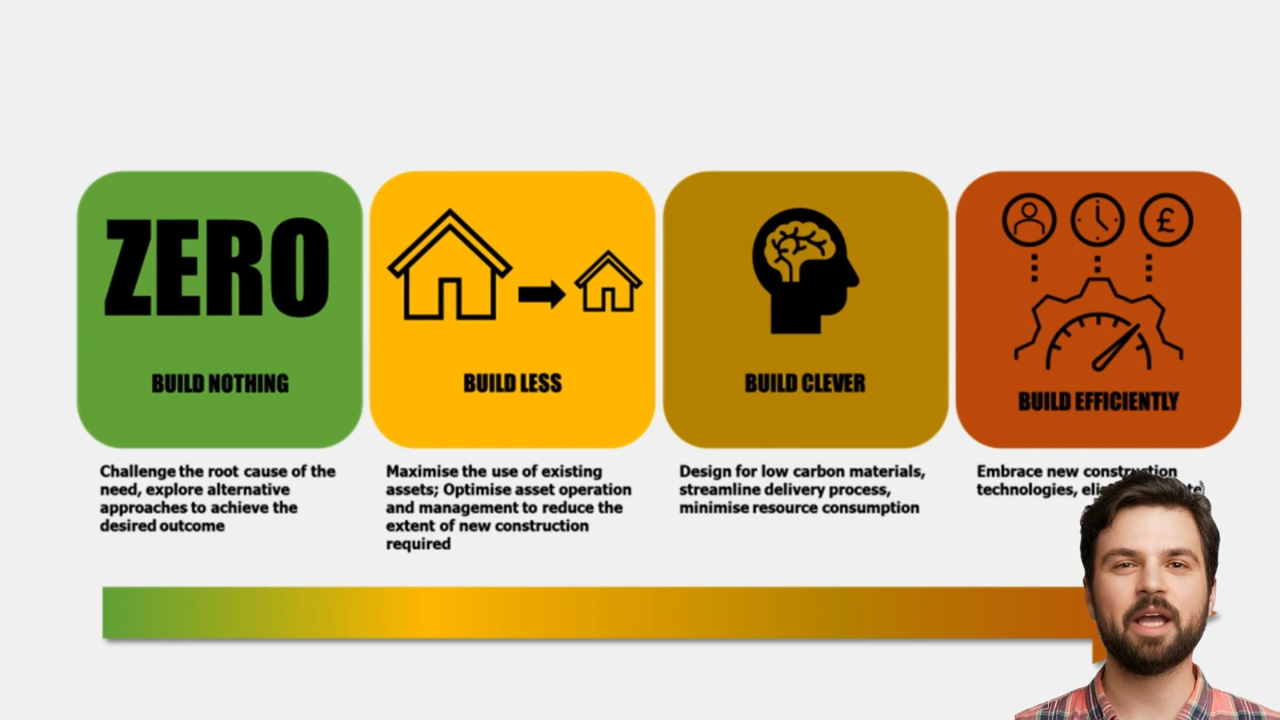 ZERO
BUILD NOTHING
Challenge the root cause of the
need, explore alternative
approaches to achieve the
desired outcome
BUILD LESS
Maximise the use of existing
assets; Optimise asset operation
and management to reduce the
extent of new construction
required
BUILD CLEVER
Design for low carbon materials,
streamline delivery process,
minimise resource consumption
£
BUILD EFFICIENTLY
Embrace new construction
technologies,